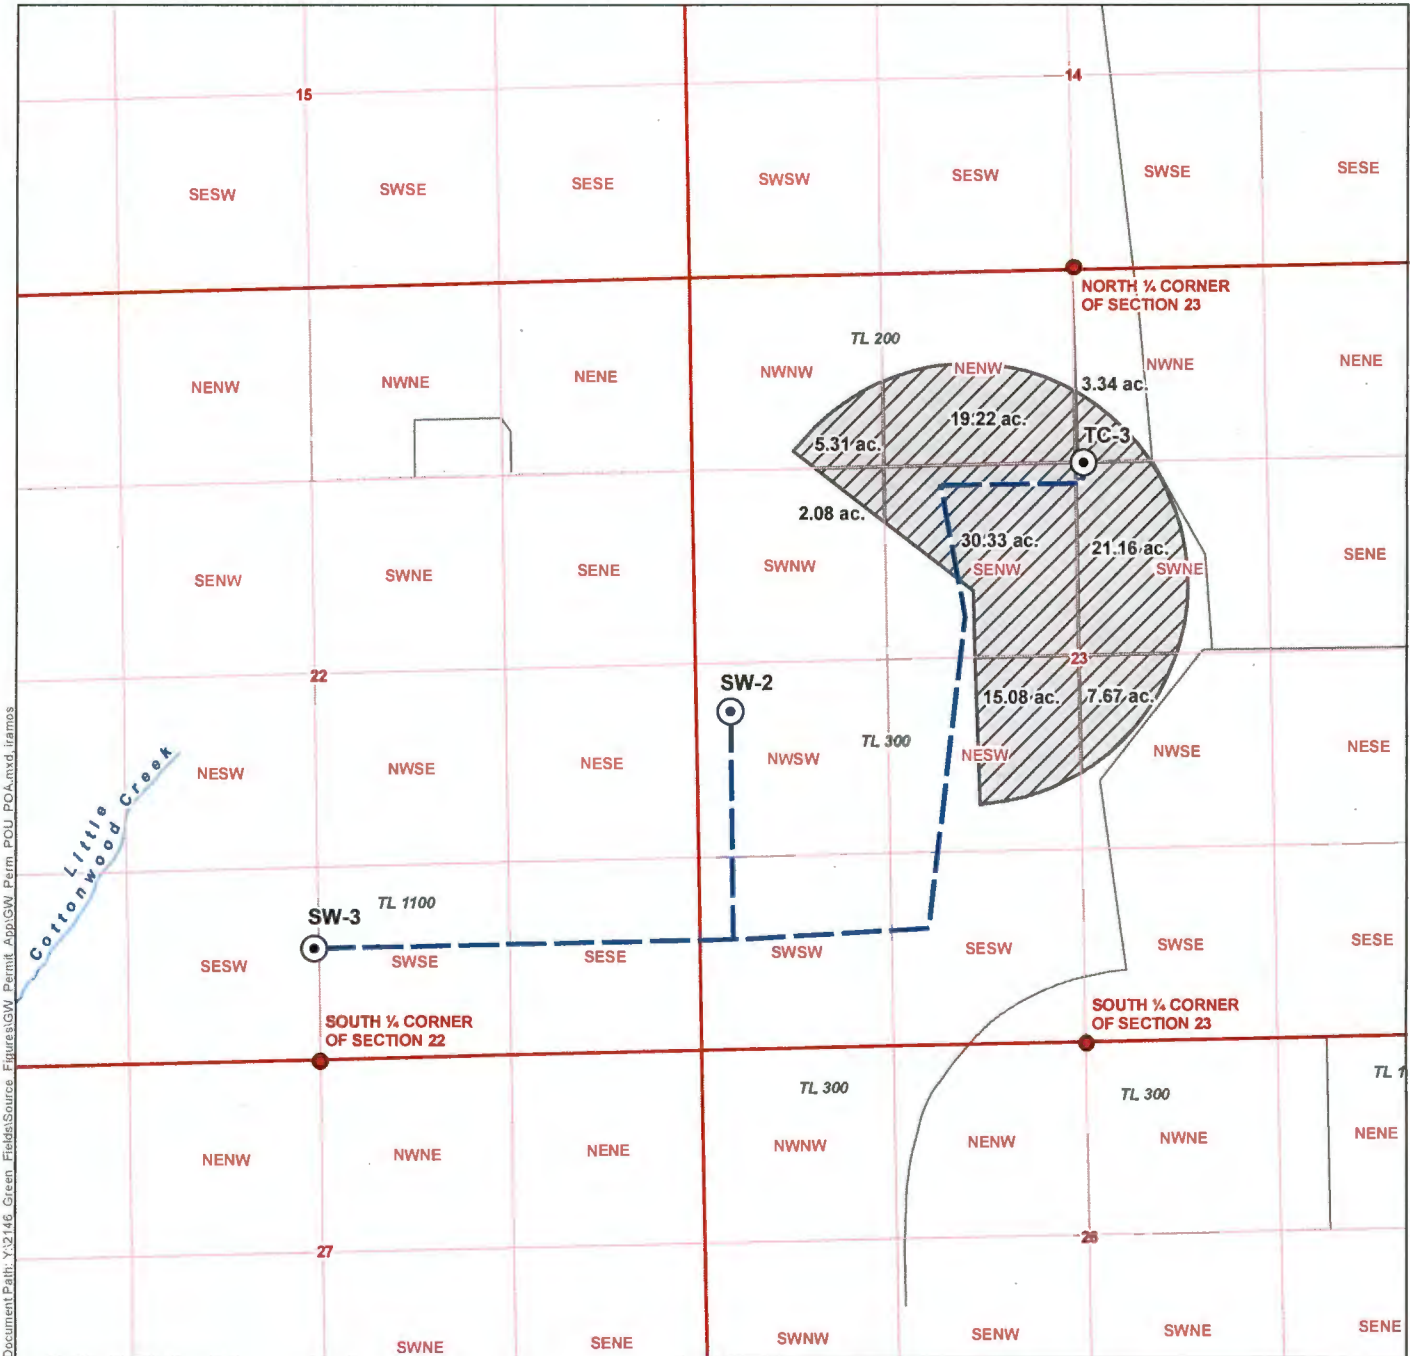 14
15
SESW
SWSE
SESE
SWSW
SESW
SWSE
SESE
NORTH ¼ CORNER
OF SECTION 23
TL 200
NENW
NWNE
NENE
NWNW
NENW
NWNE
NENE
3.34 ac.
19.22 ac.
5.31 ac.
TC-3
2.08 ac.
30.33 ac.
21.16 ac.
SENW
SWNE
SENE
SWNW
SENW
SWNE
SENE
22
23
SW-2
15.08 ac.
7.67 ac.
TL 300
NESW
NWSE
NESE
NWSW
NESW
NWSE
NESE
Little
Cottonwood Creek
TL 1100
SW-3
SESW
SWSE
SESE
SWSW
SESW
SWSE
SESE
SOUTH ¼ CORNER
OF SECTION 22
SOUTH ¼ CORNER
OF SECTION 23
TL 300
TL 300
TL 1
NENW
NWNE
NENE
NWNW
NENW
NWNE
NENE
27
26
SWNE
SENE
SWNW
SENW
SWNE
SENE
Document Path: Y:\2146_Green_Fields\Source_Figures\GW_Permit_App\GW_Perm_POU_POA.mxd, iramos